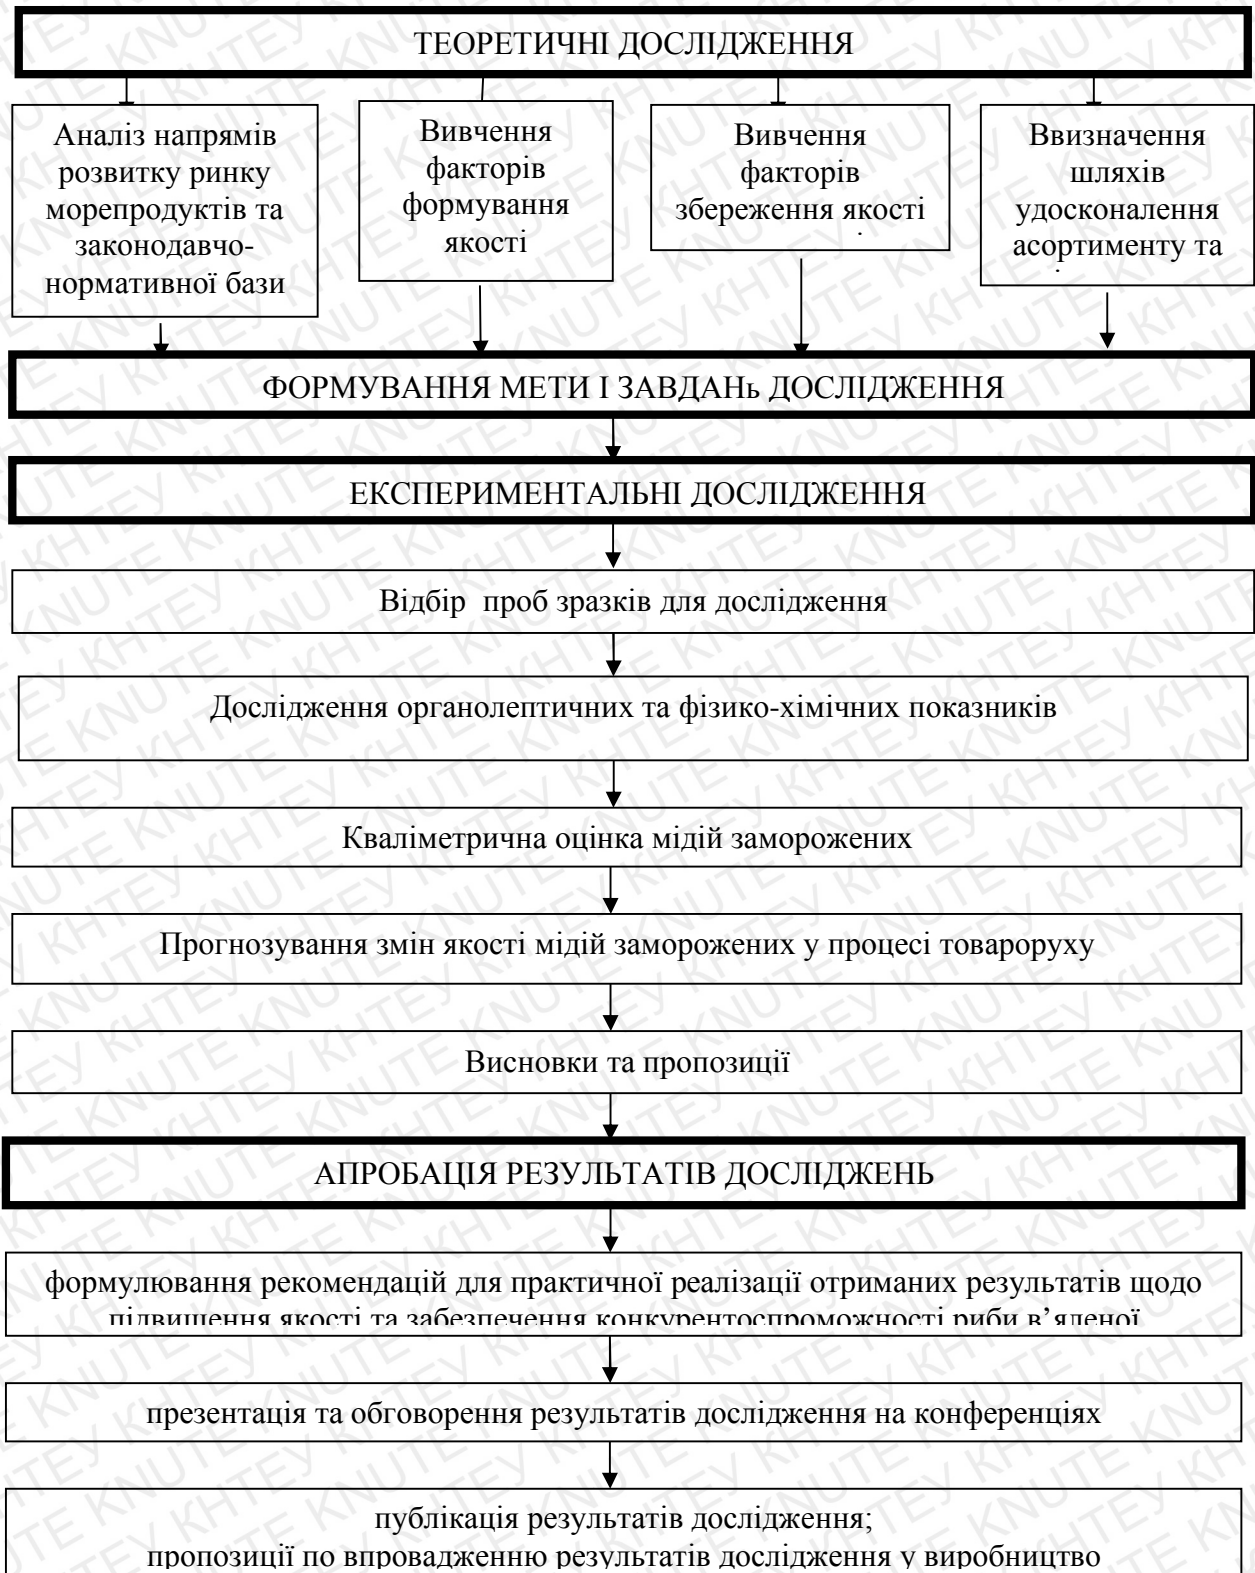 ТЕОРЕТИЧНІ ДОСЛІДЖЕННЯ
Аналіз напрямів
розвитку ринку
морепродуктів та
законодавчо-
нормативної бази
Вивчення
факторів
формування
якості
Вивчення
факторів
збереження якості
Ввизначення
шляхів
удосконалення
асортименту та
ФОРМУВАННЯ МЕТИ І ЗАВДАНЬ ДОСЛІДЖЕННЯ
ЕКСПЕРИМЕНТАЛЬНІ ДОСЛІДЖЕННЯ
Відбір проб зразків для дослідження
Дослідження органолептичних та фізико-хімічних показників
Кваліметрична оцінка мідій заморожених
Прогнозування змін якості мідій заморожених у процесі товароруху
Висновки та пропозиції
АПРОБАЦІЯ РЕЗУЛЬТАТІВ ДОСЛІДЖЕНЬ
формулювання рекомендацій для практичної реалізації отриманих результатів щодо
підвищення якості та забезпечення конкурентоспроможності риби в’яленої
презентація та обговорення результатів дослідження на конференціях
публікація результатів дослідження;
пропозиції по впровадженню результатів дослідження у виробництво